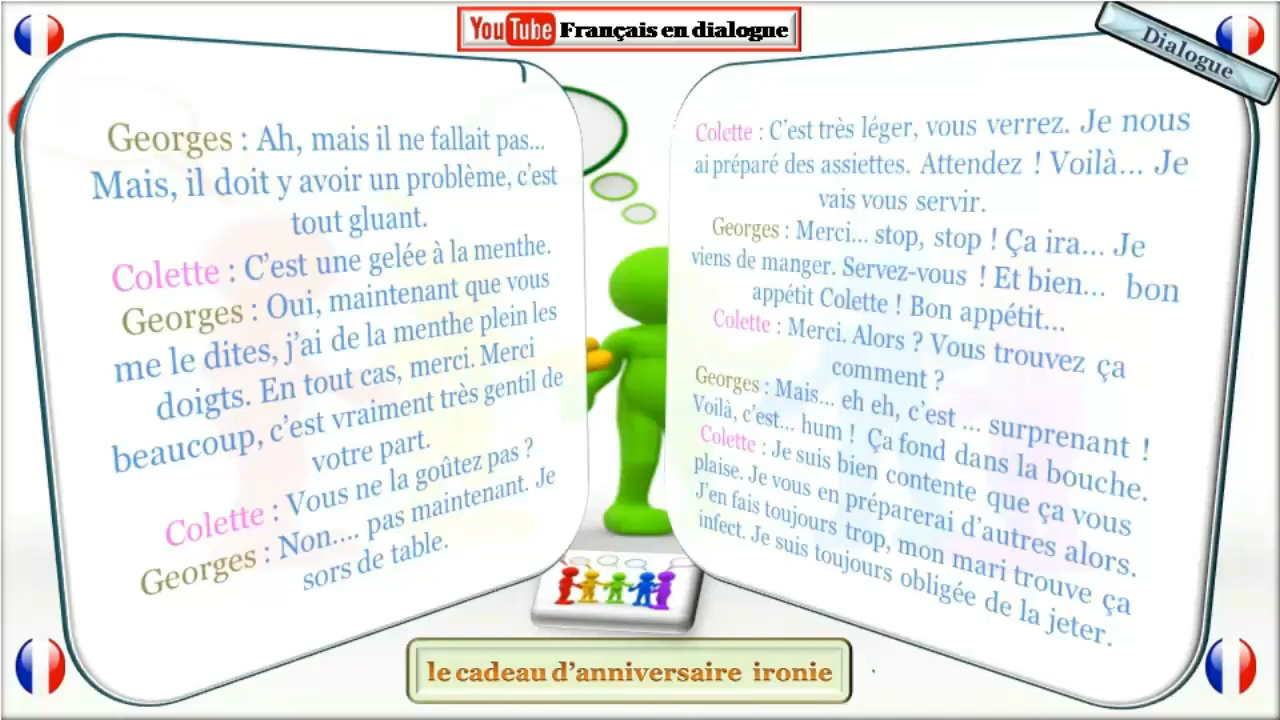 YouTube Français en dialogue
Dialogue
Georges : Ah, mais il ne fallait pas...
Mais, il doit y avoir un problème, c'est
tout gluant.
Colette : C'est une gelée à la menthe.
Georges : Oui, maintenant que vous
me le dites, j'ai de la menthe plein les
doigts. En tout cas, merci. Merci
beaucoup, c'est vraiment très gentil de
votre part.
Colette : Vous ne la goûtez pas ?
Georges : Non.... pas maintenant. Je
sors de table.
Colette : C'est très léger, vous verrez. Je nous
ai préparé des assiettes. Attendez ! Voilà... Je
vais vous servir.
Georges : Merci... stop, stop ! Ça ira... Je
viens de manger. Servez-vous ! Et bien... bon
appétit Colette ! Bon appétit...
Colette : Merci. Alors ? Vous trouvez ça
comment ?
Georges : Mais... eh eh, c'est ... surprenant !
Voilà, c'est... hum ! Ça fond dans la bouche.
Colette : Je suis bien contente que ça vous
plaise. Je vous en préparerai d'autres alors.
J'en fais toujours trop, mon mari trouve ça
infect. Je suis toujours obligée de la jeter.
le cadeau d'anniversaire ironie